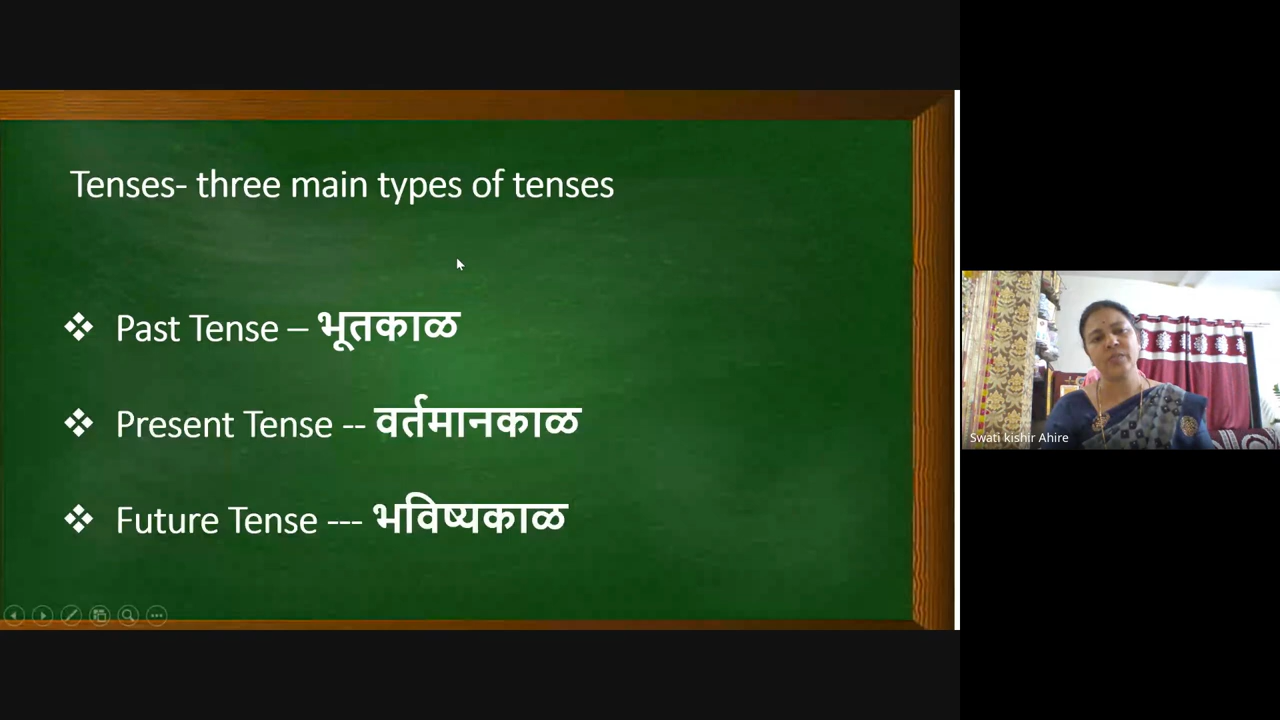 Tenses- three main types of tenses
❖ Past Tense – भूतकाळ
❖ Present Tense -- वर्तमानकाळ
❖ Future Tense --- भविष्यकाळ
Swati kishir Ahire